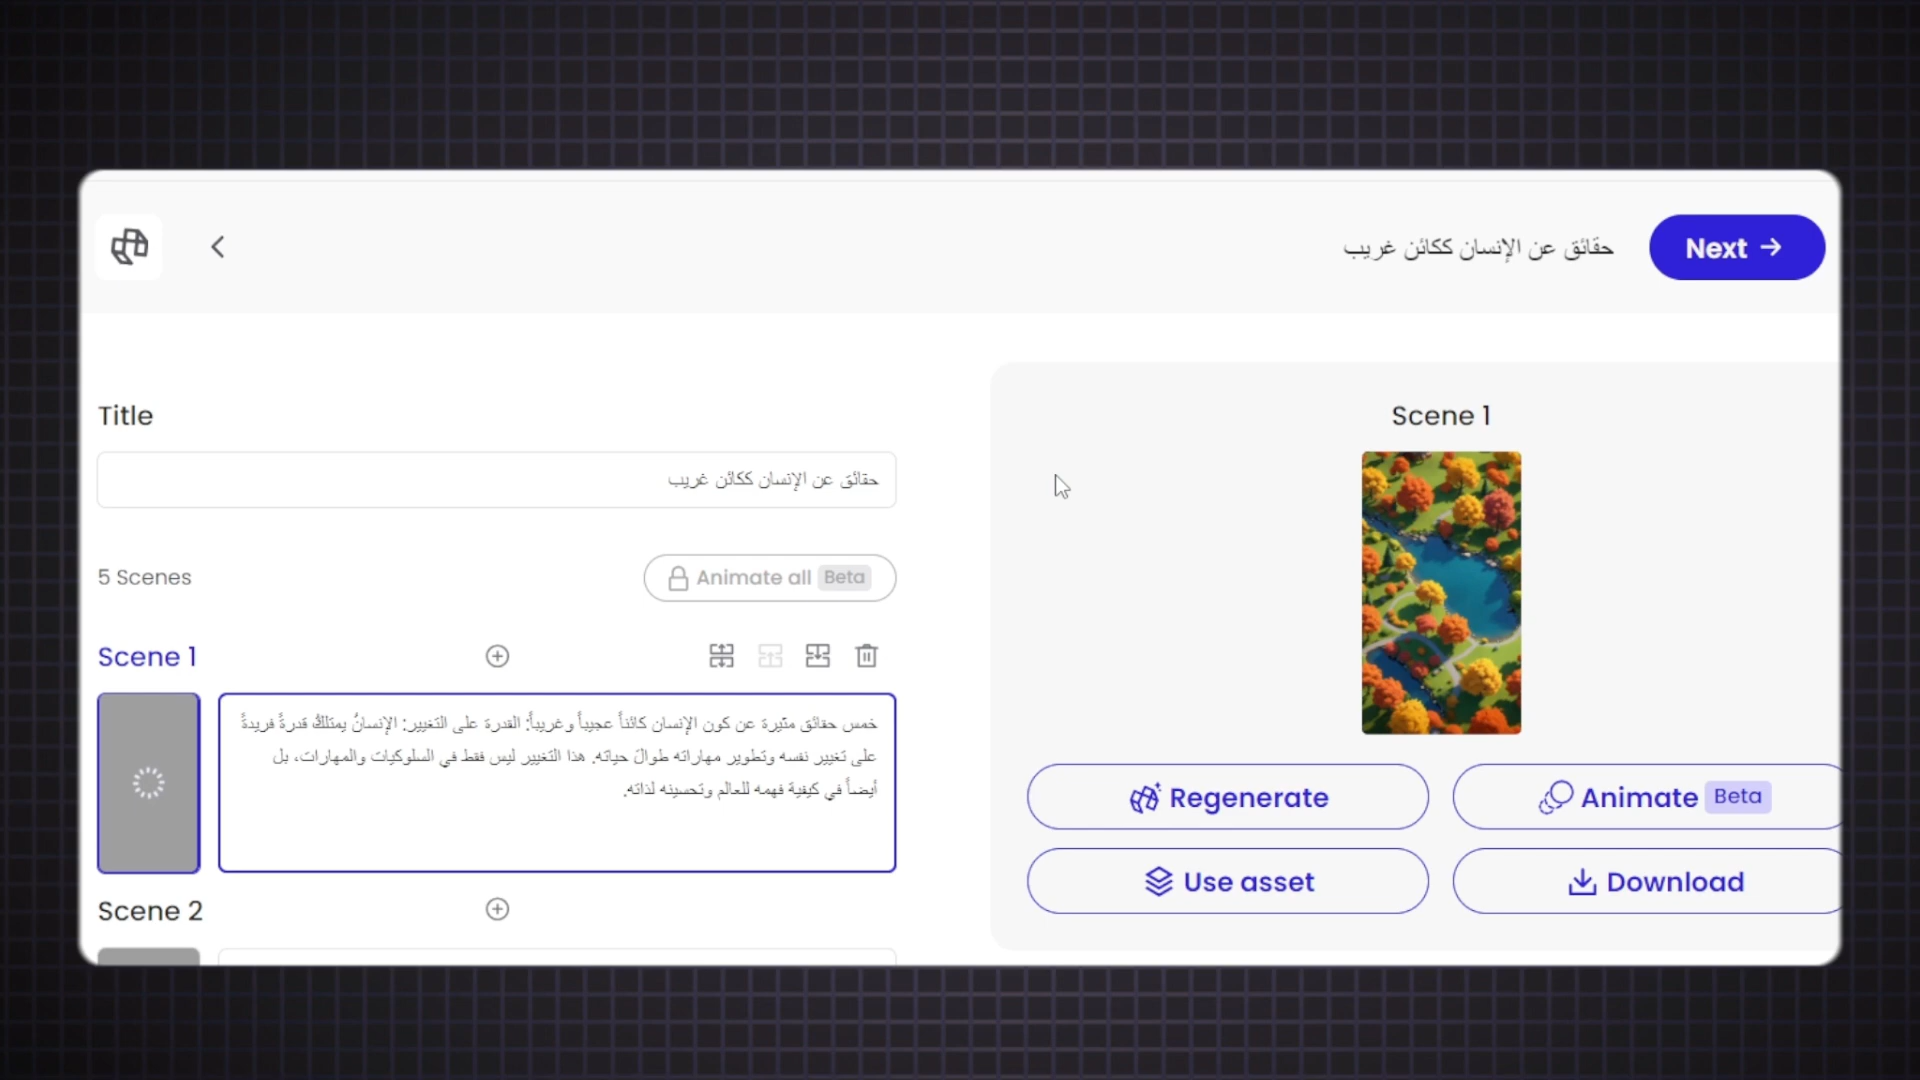 حقائق عن الإنسان ككائن غريب
Next
Title
حقائق عن الإنسان ككائن غريب
5 Scenes
Animate all Beta
Scene 1
خمس حقائق مثيرة عن كون الإنسان كائناً عجيباً وغريباً: القدرة على التغيير: الإنسانُ يمتلكُ قدرةً فريدةً
على تغيير نفسه وتطوير مهاراته طوالَ حياته. هذا التغيير ليس فقط في السلوكيات والمهارات، بل
أيضاً في كيفية فهمه للعالم وتحسينه لذاته.
Scene 2
Scene 1
Regenerate
Animate Beta
Use asset
Download